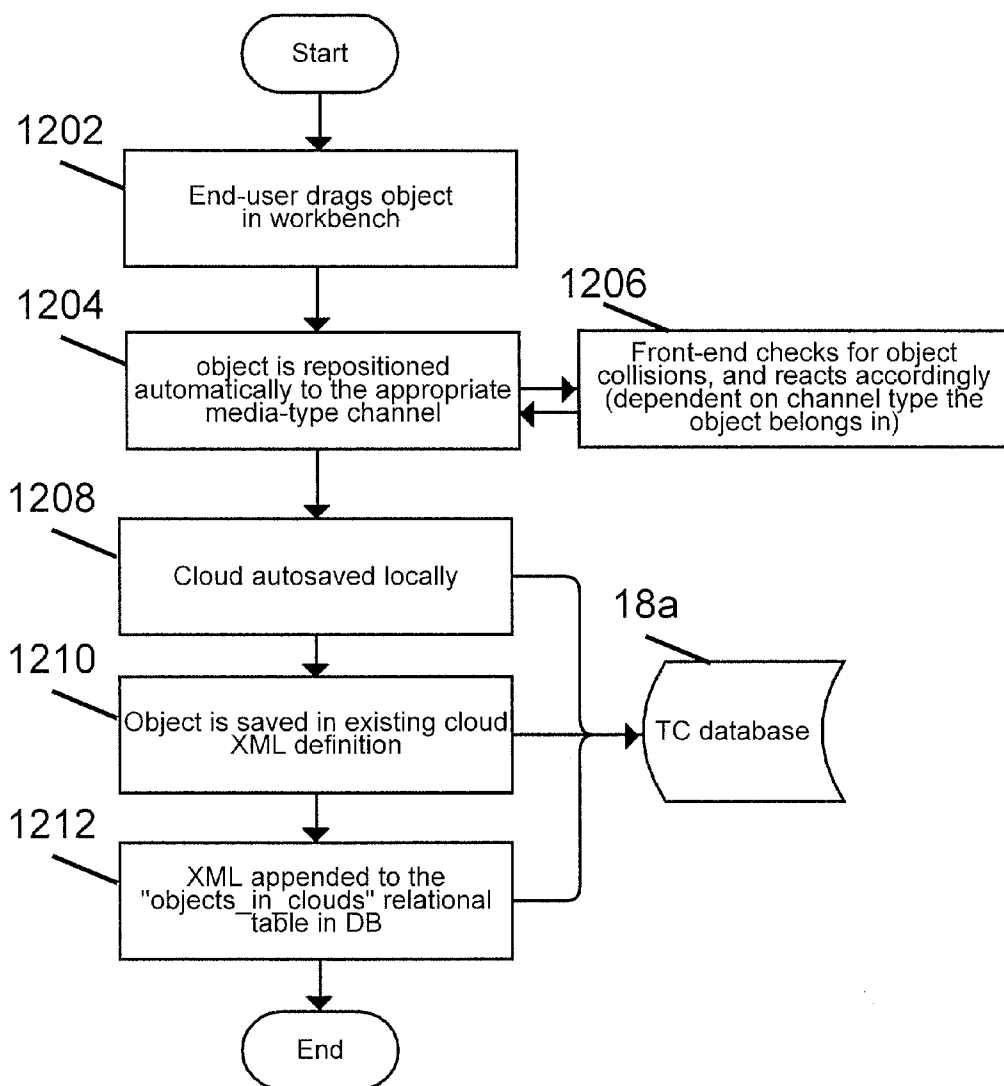 Start
1202
End-user drags object
in workbench
1204
object is repositioned
automatically to the appropriate
media-type channel
1206
Front-end checks for object
collisions, and reacts accordingly
(dependent on channel type the
object belongs in)
1208
Cloud autosaved locally
18a
TC database
1210
Object is saved in existing cloud
XML definition
1212
XML appended to the
"objects_in_clouds" relational
table in DB
End